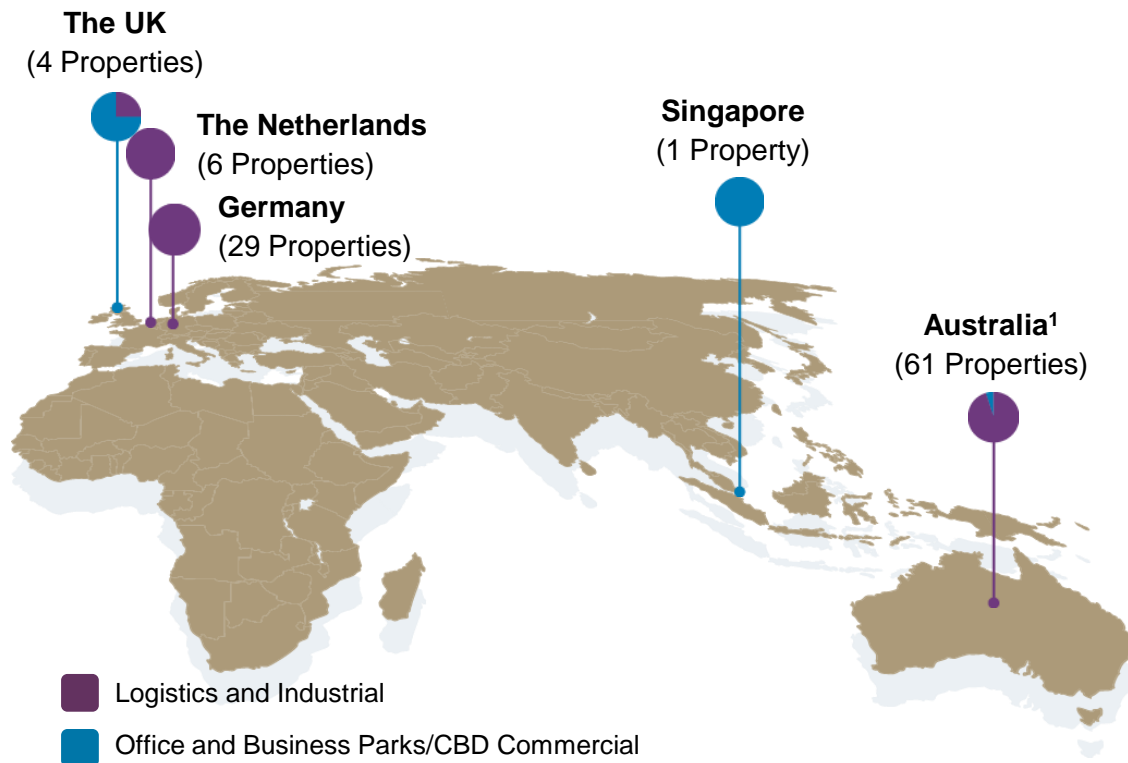 The UK
(4 Properties)
The Netherlands
(6 Properties)
Germany
(29 Properties)
Singapore
(1 Property)
Australia¹
(61 Properties)
Logistics and Industrial
Office and Business Parks/CBD Commercial